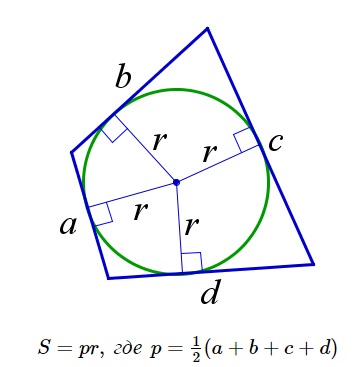 b
r
r
c
r
a
r
d
S = pr, где p = ½(a + b + c + d)